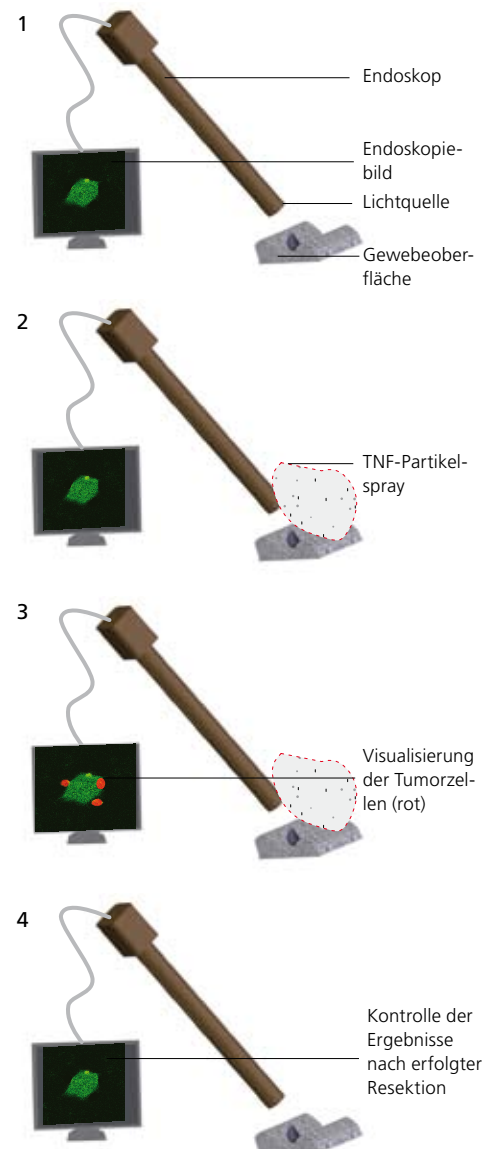 1
Endoskop
Endoskopie-
bild
Lichtquelle
Gewebeober-
fläche
2
TNF-Partikel-
spray
3
Visualisierung
der Tumorzel-
len (rot)
4
Kontrolle der
Ergebnisse
nach erfolgter
Resektion